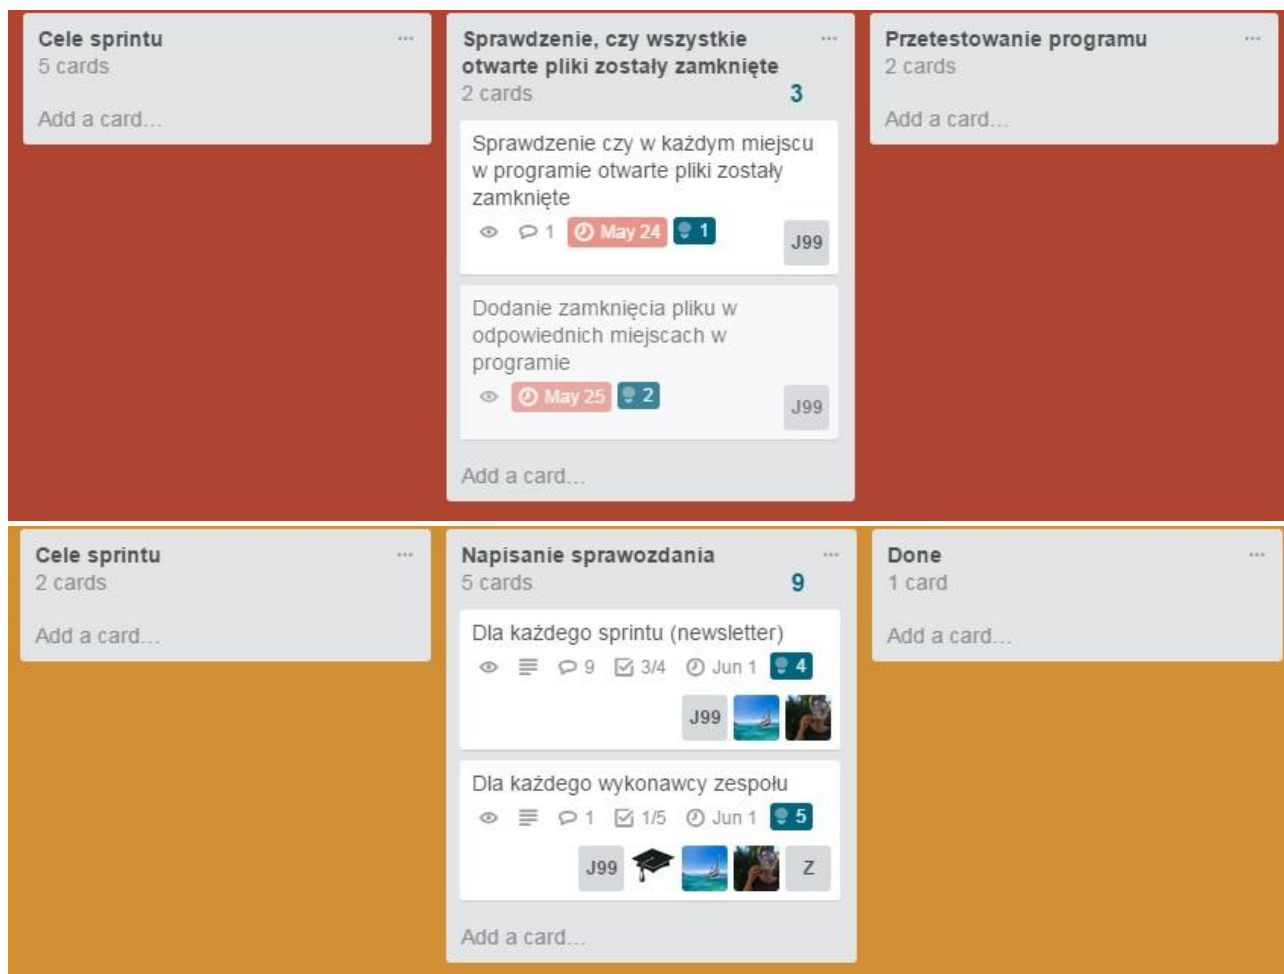 Cele sprintu ...
5 cards
Add a card...
Sprawdzenie, czy wszystkie ...
otwarte pliki zostały zamknięte
2 cards 3
Sprawdzenie czy w każdym miejscu
w programie otwarte pliki zostały
zamknięte
1 May 24 1
J99
Dodanie zamknięcia pliku w
odpowiednich miejscach w
programie
May 25 2
J99
Add a card...
Przetestowanie programu ...
2 cards
Add a card...
Cele sprintu ...
2 cards
Add a card...
Napisanie sprawozdania ...
5 cards 9
Dla każdego sprintu (newsletter)
9 3/4 Jun 1 4
J99
Dla każdego wykonawcy zespołu
1 1/5 Jun 1 5
J99 Z
Add a card...
Done ...
1 card
Add a card...